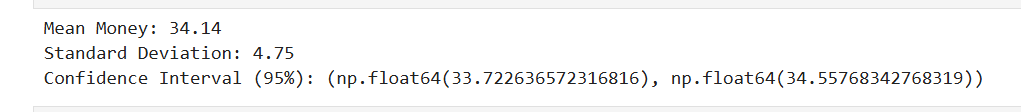 Mean Money: 34.14
Standard Deviation: 4.75
Confidence Interval (95%): (np.float64(33.722636572316816), np.float64(34.55768342768319))